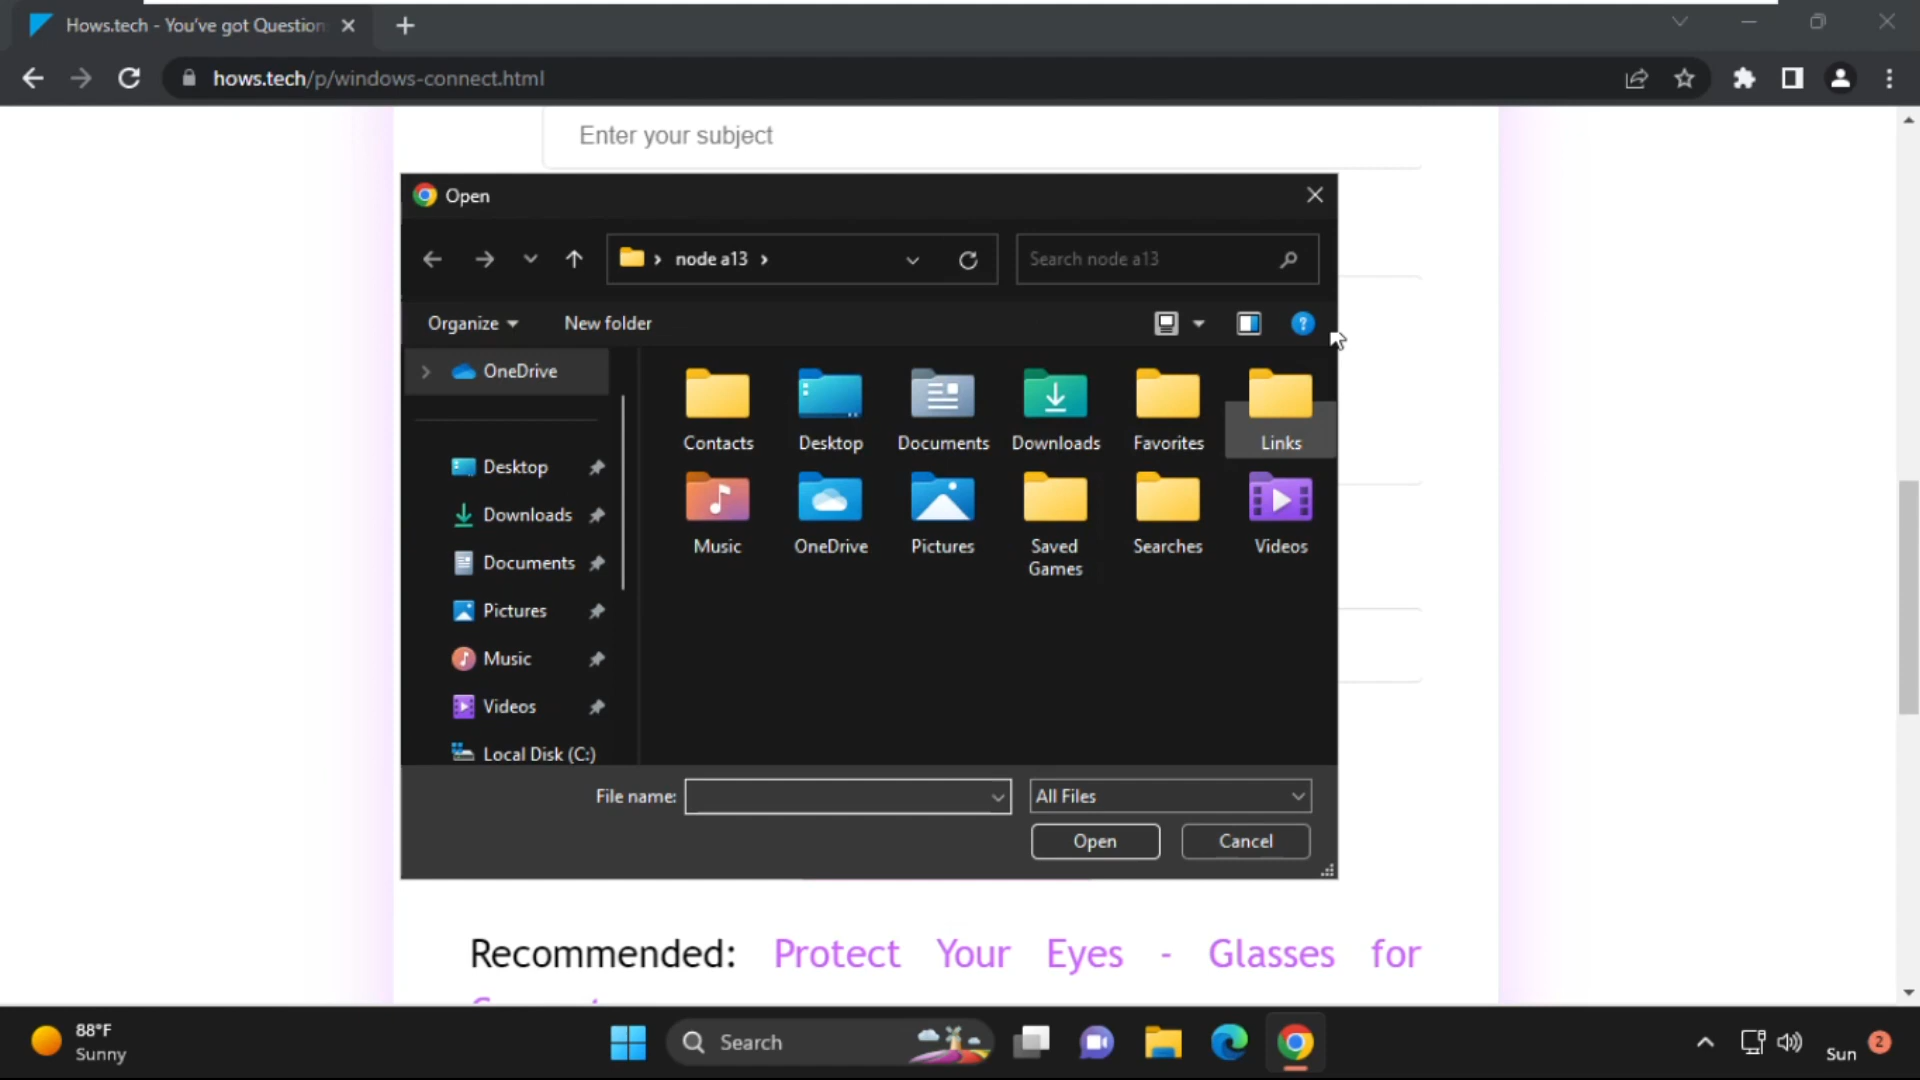 Hows.tech - You've got Question
hows.tech/p/windows-connect.html
Enter your subject
Open
node a13
Search node a13
Organize
New folder
OneDrive
Desktop
Downloads
Documents
Pictures
Music
Videos
Local Disk (C:)
Contacts
Desktop
Documents
Downloads
Favorites
Links
Music
OneDrive
Pictures
Saved
Games
Searches
Videos
File name:
All Files
Open
Cancel
Recommended: Protect Your Eyes - Glasses for
88°F
Sunny
Search
Sun
2